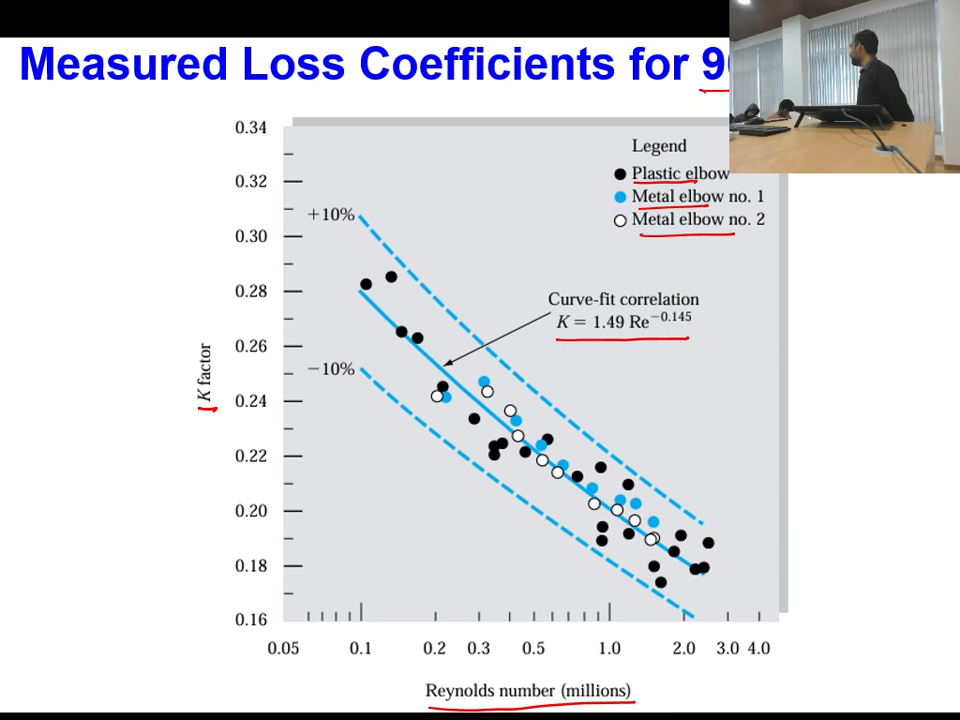 Measured Loss Coefficients for
0.34
Legend
Plastic elbow
0.32
Metal elbow no. 1
+10%
Metal elbow no. 2
0.30
0.28
Curve-fit correlation
K = 1.49 Re^−0.145
0.26
K factor
−10%
0.24
0.22
0.20
0.18
0.16
0.05 0.1 0.2 0.3 0.5 1.0 2.0 3.0 4.0
Reynolds number (millions)